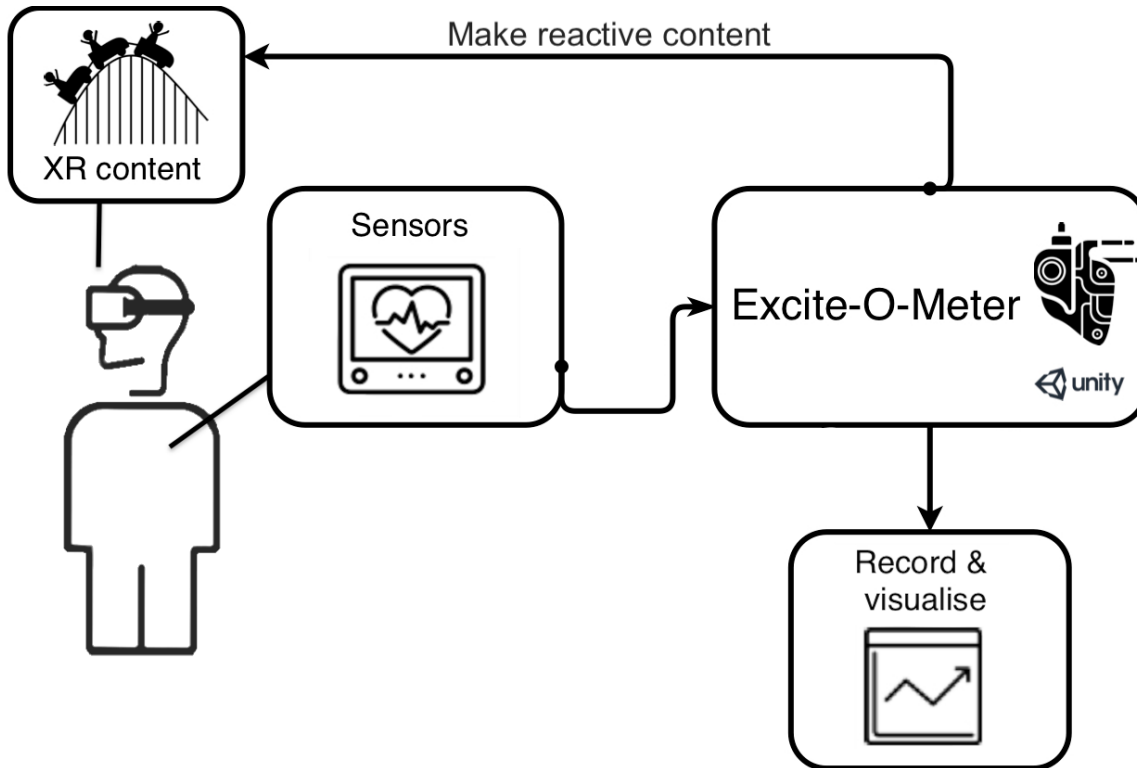 Make reactive content
XR content
Sensors
Excite-O-Meter
unity
Record &
visualise